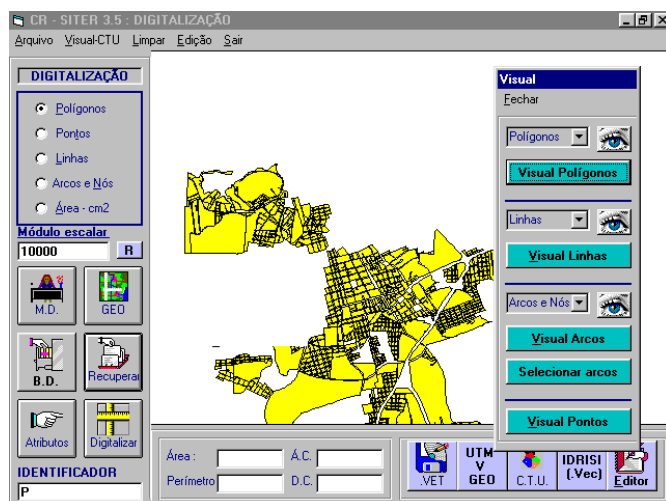 CR - SITER 3.5 : DIGITALIZAÇÃO
Arquivo Visual-CTU Limpar Edição Sair
DIGITALIZAÇÃO
Polígonos
Pontos
Linhas
Arcos e Nós
Área - cm2
Módulo escalar
10000 R
M.D. GEO
B.D. Recuperar
Atributos Digitalizar
IDENTIFICADOR
P
Visual
Fechar
Polígonos
Visual Polígonos
Linhas
Visual Linhas
Arcos e Nós
Visual Arcos
Selecionar arcos
Visual Pontos
Área : Á.C.
Perímetro D.C.
.VET
UTM
V
GEO
C.T.U.
IDRISI
(.Vec)
Editor